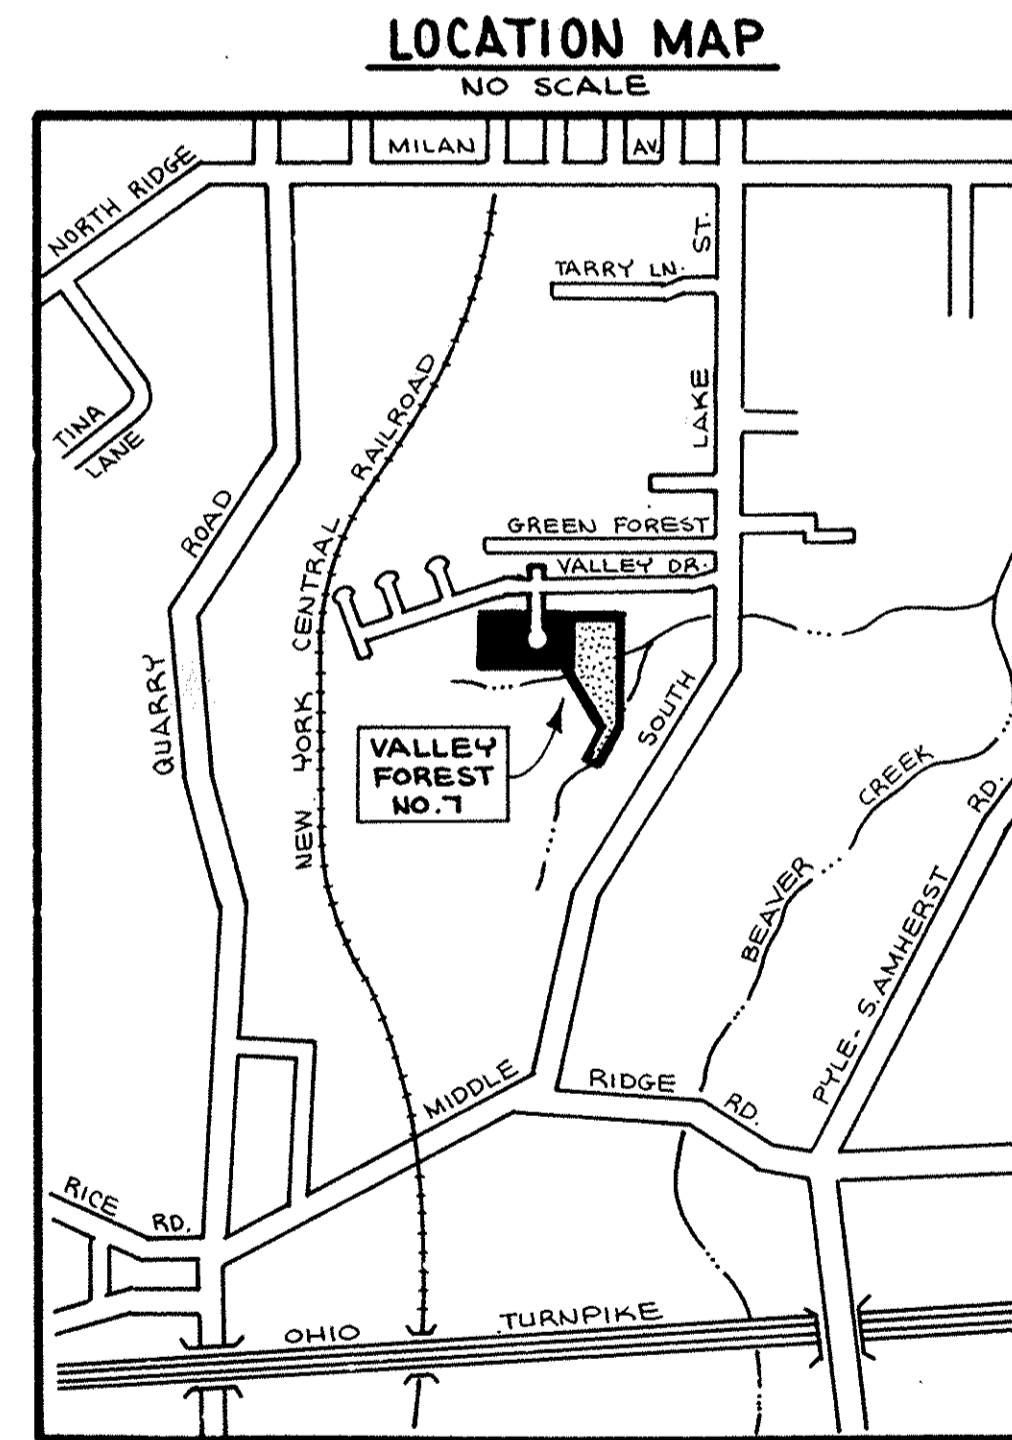 LOCATION MAP
NO SCALE
MILAN AV.
NORTH RIDGE
TARRY LN.
SOUTH LAKE ST.
TINA
LANE
NEW YORK CENTRAL RAILROAD
QUARRY ROAD
GREEN FOREST
VALLEY DR.
VALLEY
FOREST
NO.7
BEAVER CREEK
PYLE-S.AMHERST RD.
MIDDLE RIDGE RD.
RICE RD.
OHIO TURNPIKE